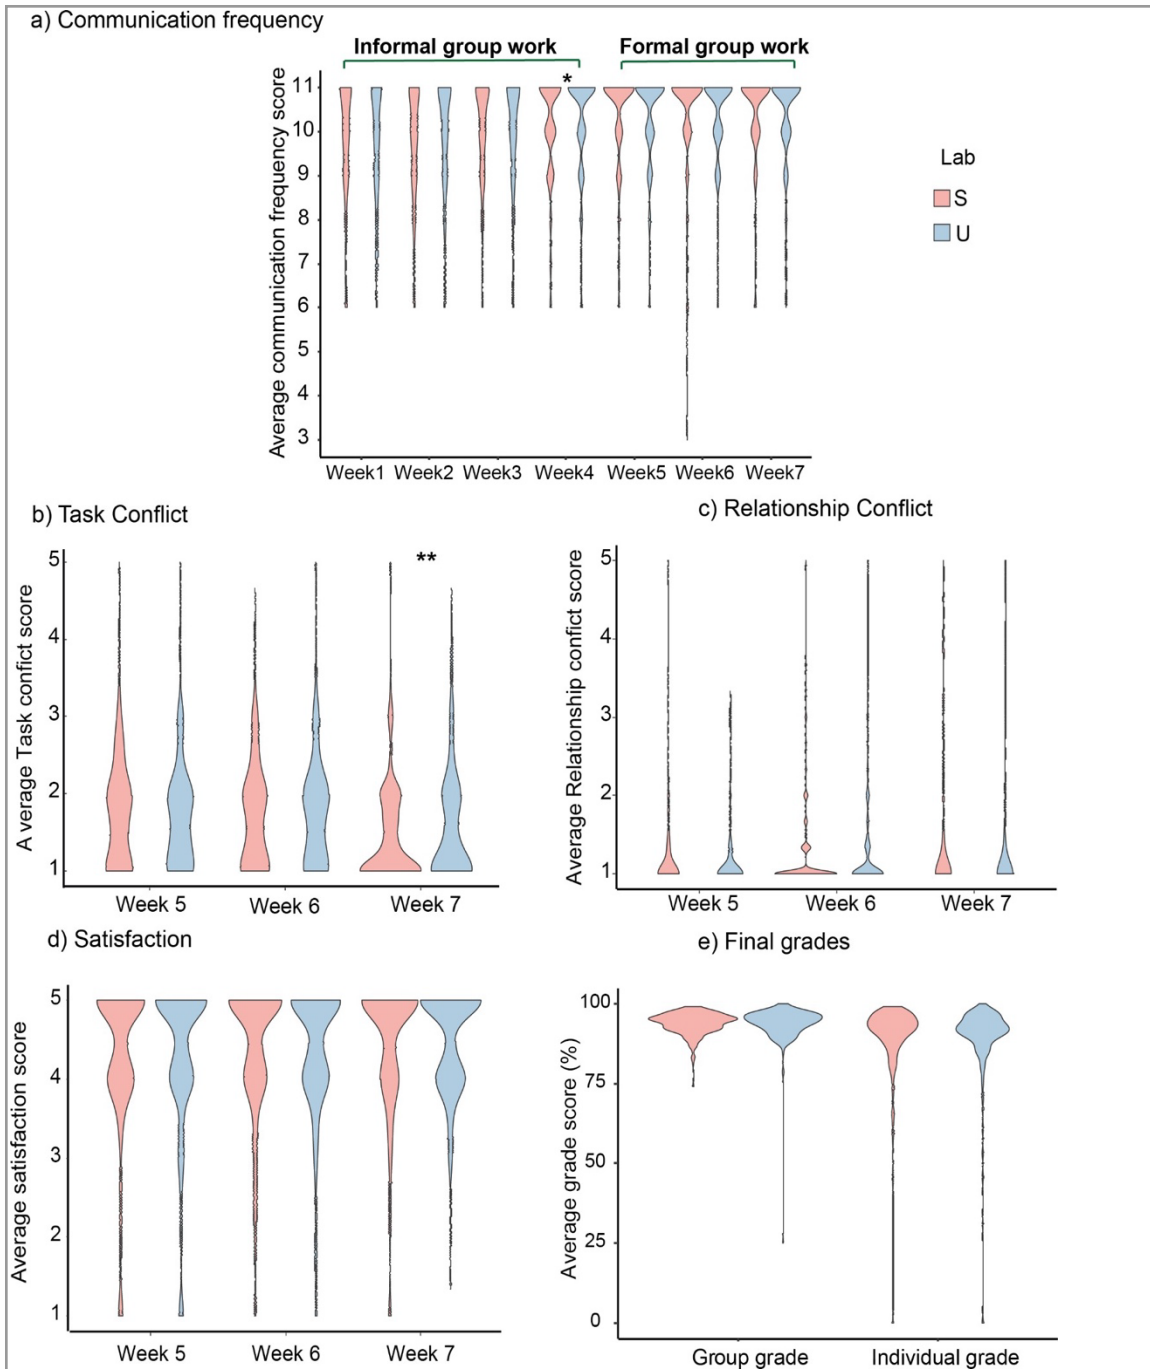 a) Communication frequency
Informal group work
Formal group work
*
Average communication frequency score
11
10
9
8
7
6
5
4
3
Week1
Week2
Week3
Week4
Week5
Week6
Week7
Lab
S
U
b) Task Conflict
**
A verage Task confict score
5
4
3
2
1
Week 5
Week 6
Week 7
c) Relationship Conflict
Average Relationship confict score
5
4
3
2
1
Week 5
Week 6
Week 7
d) Satisfaction
Average satisfaction score
5
4
3
2
1
Week 5
Week 6
Week 7
e) Final grades
Average grade score (%)
100
75
50
25
0
Group grade
Individual grade